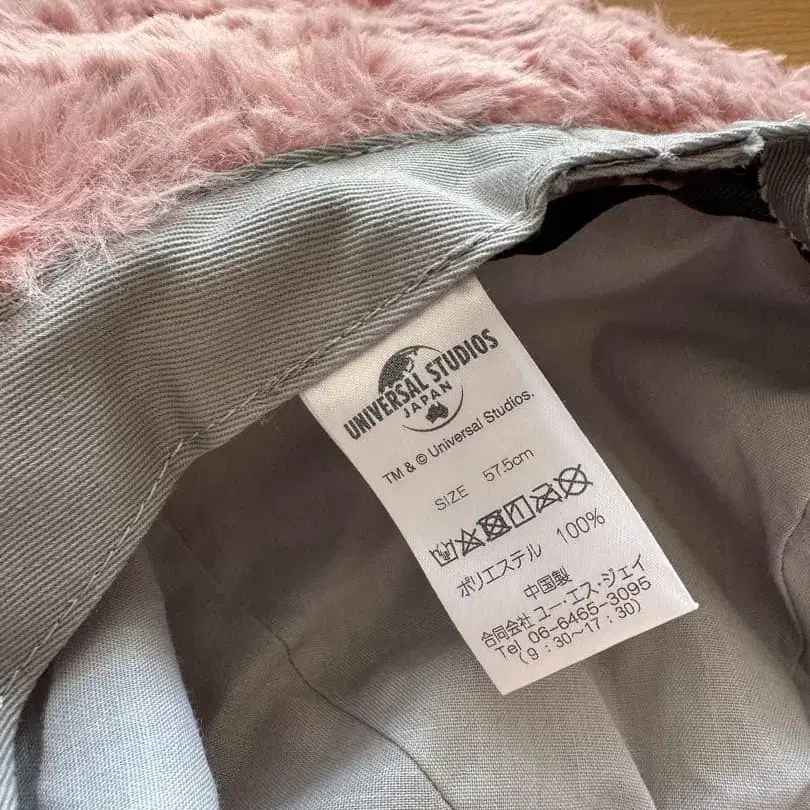 UNIVERSAL STUDIOS
JAPAN
TM & © Universal Studios.
SIZE 57.5cm
ポリエステル 100%
中国製
合同会社 ユー・エス・ジェイ
Tel 06-6465-3095
(9:30~17:30)